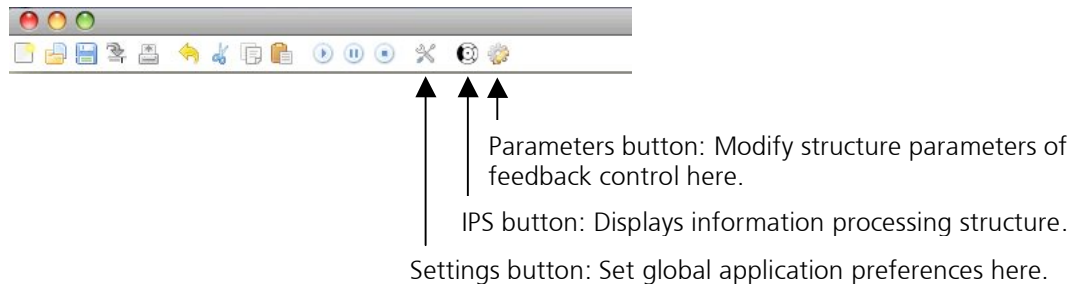 Parameters button: Modify structure parameters of
feedback control here.
IPS button: Displays information processing structure.
Settings button: Set global application preferences here.